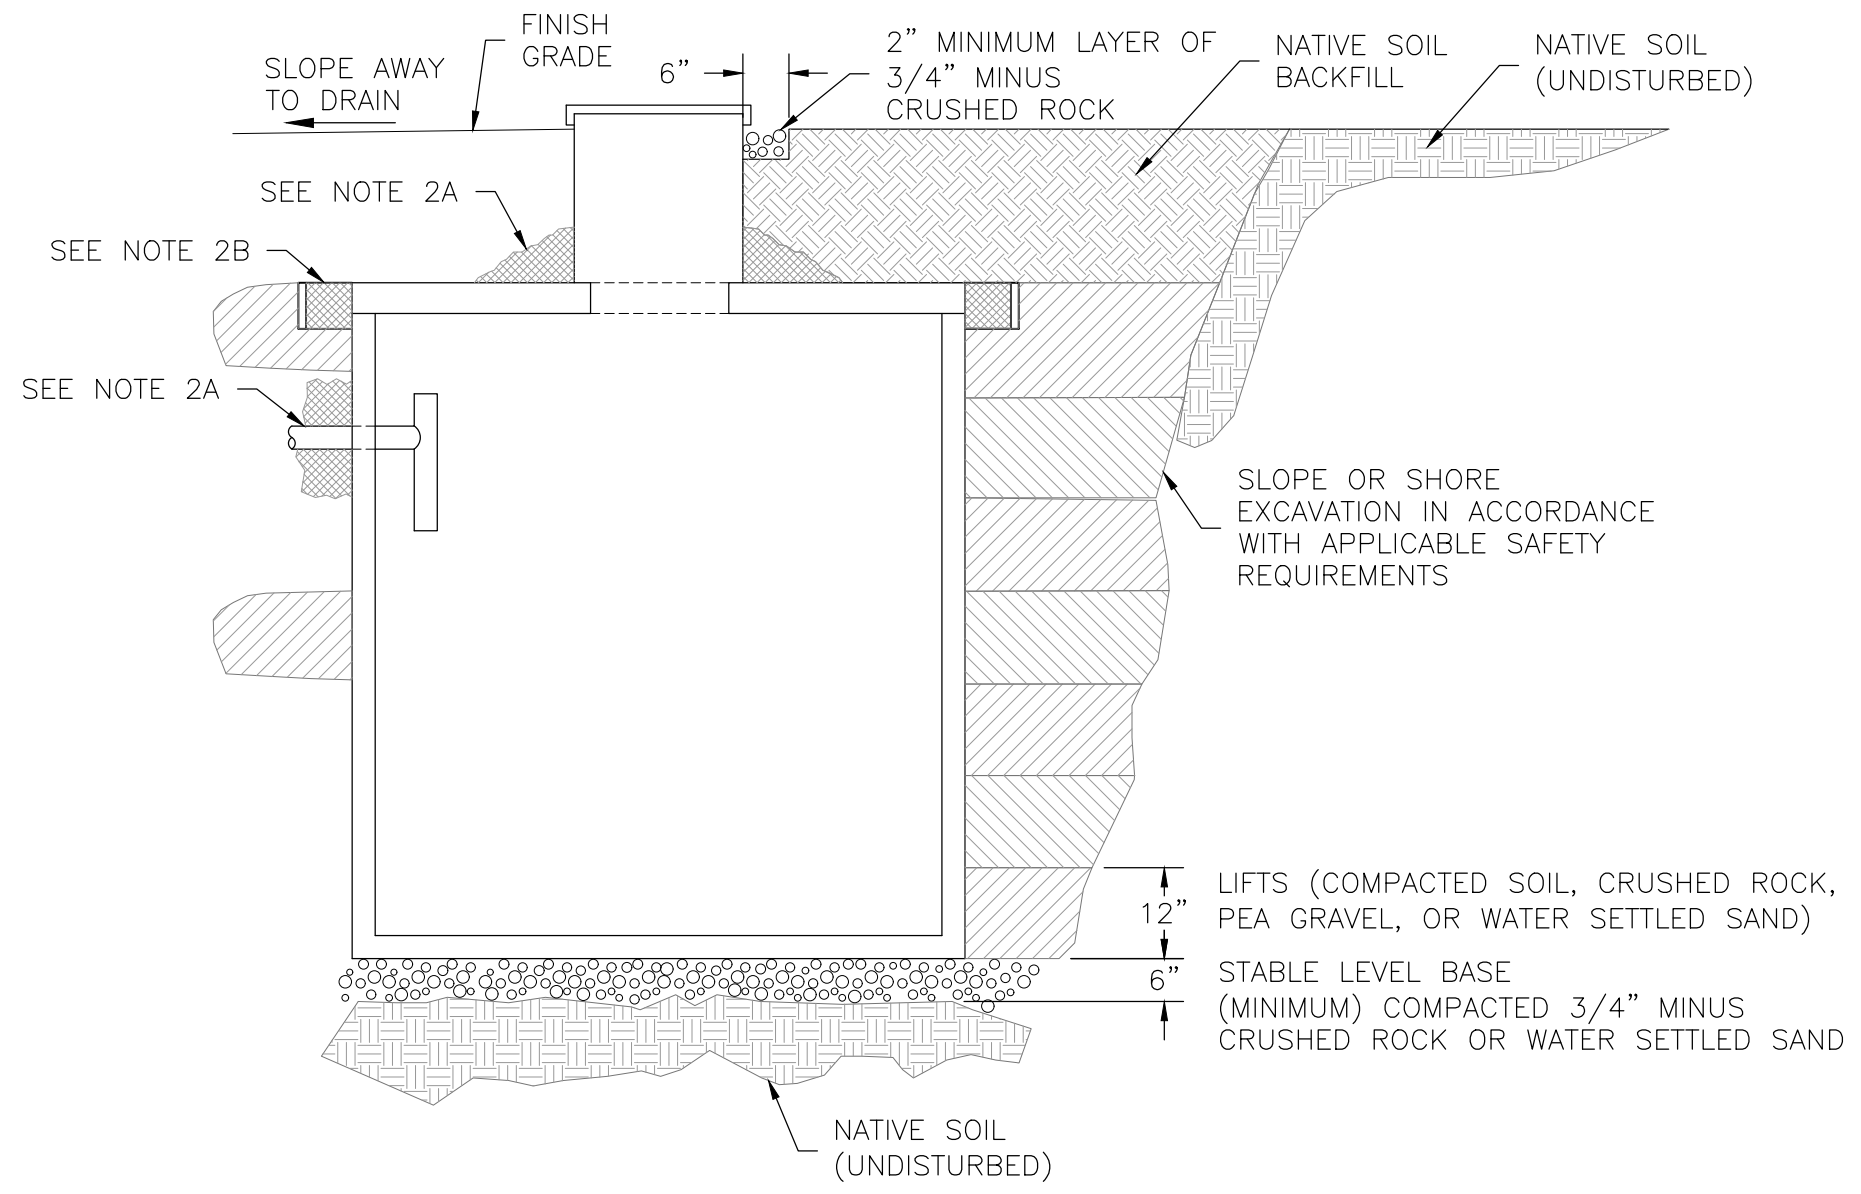 FINISH
GRADE
SLOPE AWAY
TO DRAIN
6”
2” MINIMUM LAYER OF
3/4” MINUS
CRUSHED ROCK
NATIVE SOIL
BACKFILL
NATIVE SOIL
(UNDISTURBED)
SEE NOTE 2A
SEE NOTE 2B
SEE NOTE 2A
SLOPE OR SHORE
EXCAVATION IN ACCORDANCE
WITH APPLICABLE SAFETY
REQUIREMENTS
12”
LIFTS (COMPACTED SOIL, CRUSHED ROCK,
PEA GRAVEL, OR WATER SETTLED SAND)
6”
STABLE LEVEL BASE
(MINIMUM) COMPACTED 3/4” MINUS
CRUSHED ROCK OR WATER SETTLED SAND
NATIVE SOIL
(UNDISTURBED)